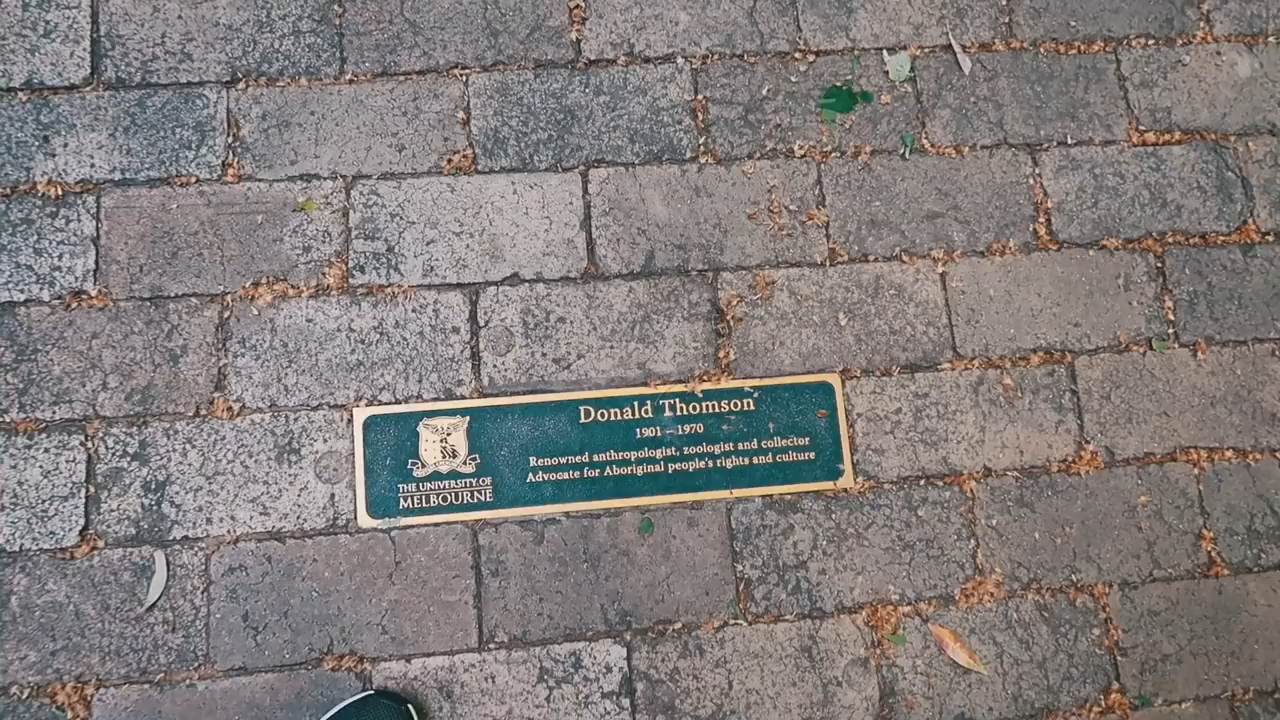 Donald Thomson
1901 – 1970
Renowned anthropologist, zoologist and collector
Advocate for Aboriginal people's rights and culture
THE UNIVERSITY OF
MELBOURNE